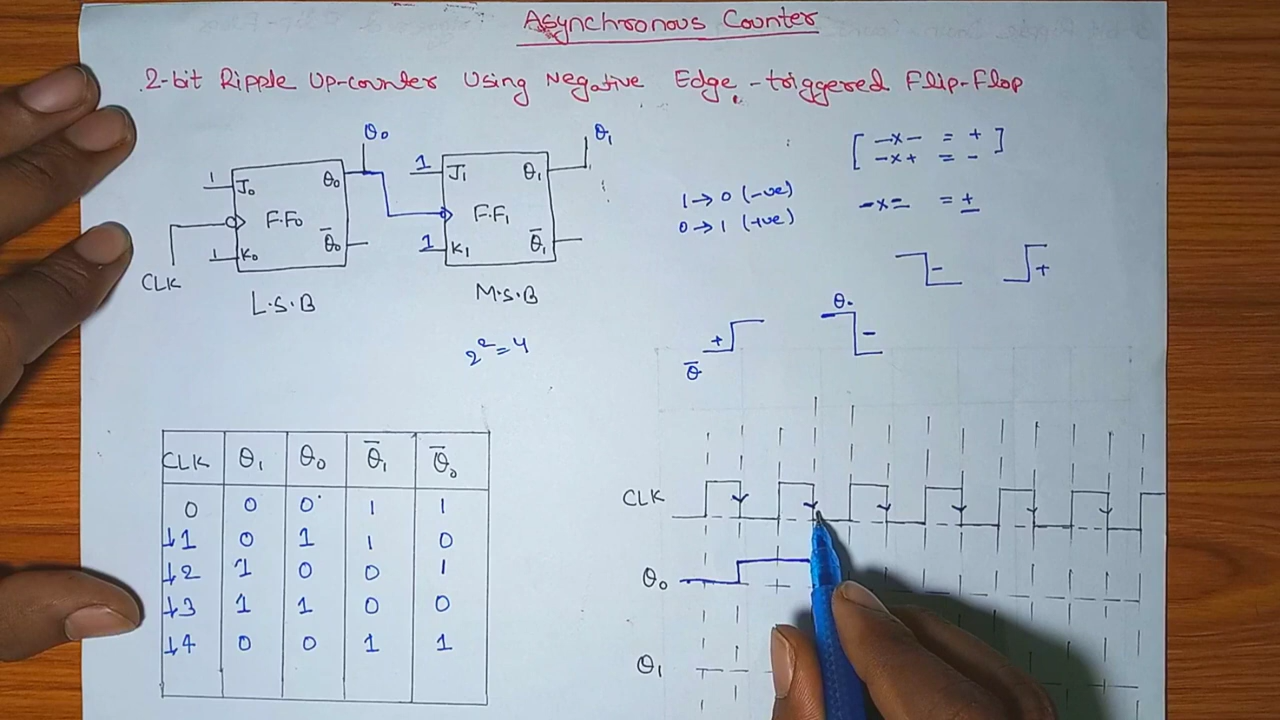 Asynchronous Counter
2-bit Ripple Up-counter Using Negative Edge-triggered Flip-Flop
Q0
1 J0 Q0
F.F0
1 K0 Q̅0
CLK
L.S.B
Q1
1 J1 Q1
F.F1
1 K1 Q̅1
M.S.B
2² = 4
1→0 (-ve)
0→1 (+ve)
[ -x- = +
-x+ = - ]
-x= = ±
- +
Q̅ +
Q. -
CLK Q1 Q0 Q̅1 Q̅0
0 0 0 1 1
↓1 0 1 1 0
↓2 1 0 0 1
↓3 1 1 0 0
↓4 0 0 1 1
CLK
Q0
Q1